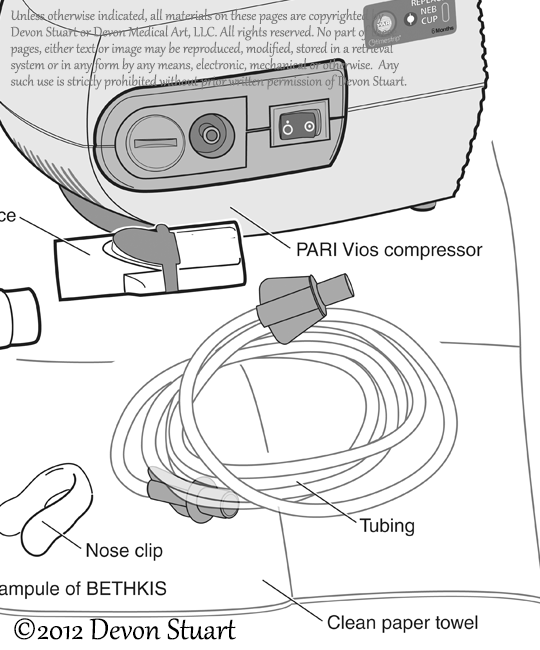 Unless otherwise indicated, all materials on these pages are copyrighted
Devon Stuart or Devon Medical Art, LLC. All rights reserved. No part of
pages, either text or image may be reproduced, modified, stored in a retrieval
system or in any form by any means, electronic, mechanical or otherwise. Any
such use is strictly prohibited without prior written permission of Devon Stuart.
REPLAC
NEB
CUP
6 Months
ce
PARI Vios compressor
Tubing
Nose clip
ampule of BETHKIS
Clean paper towel
©2012 Devon Stuart